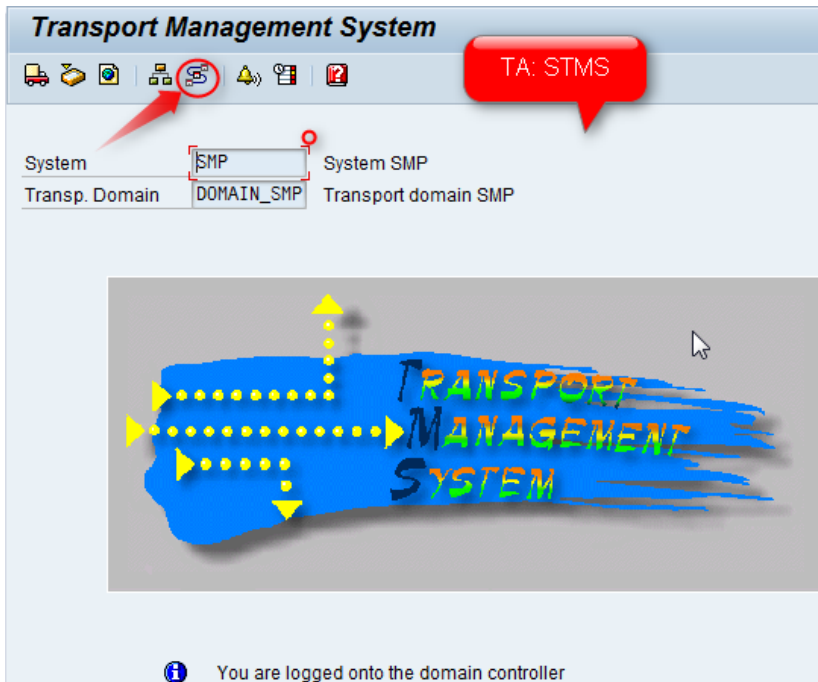 Transport Management System
TA: STMS
System SMP System SMP
Transp. Domain DOMAIN_SMP Transport domain SMP
TRANSPORT
MANAGEMENT
SYSTEM
You are logged onto the domain controller